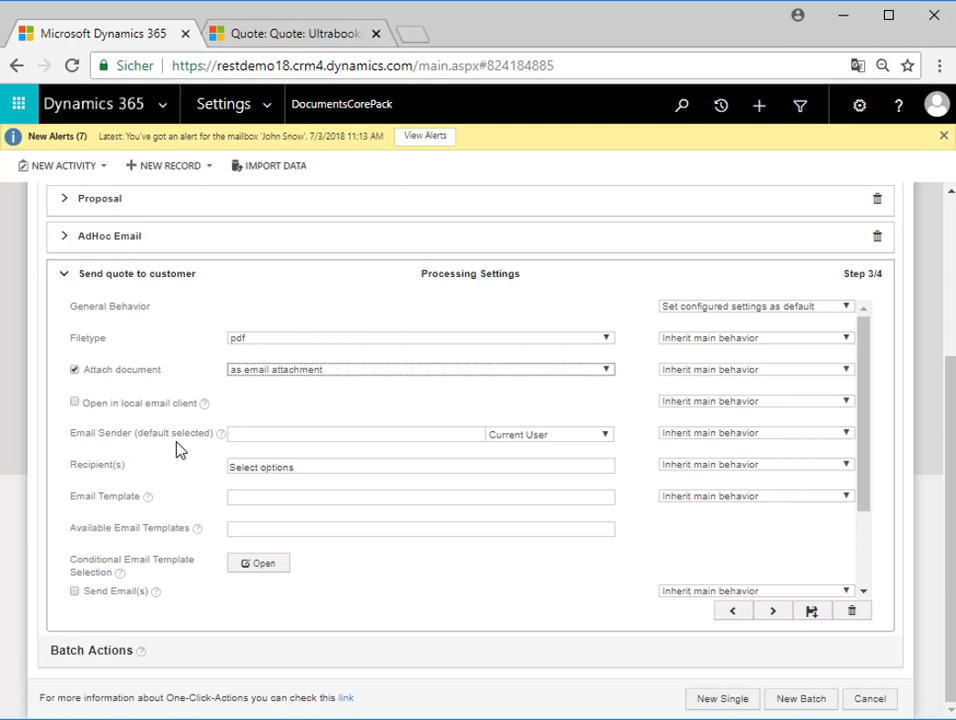 Microsoft Dynamics 365
Quote: Quote: Ultrabook
Sicher
https://restdemo18.crm4.dynamics.com/main.aspx#824184885
Dynamics 365
Settings
DocumentsCorePack
?
New Alerts (7)
Latest: You've got an alert for the mailbox 'John Snow'. 7/3/2018 11:13 AM
View Alerts
NEW ACTIVITY
NEW RECORD
IMPORT DATA
Proposal
AdHoc Email
Send quote to customer
Processing Settings
Step 3/4
General Behavior
Set configured settings as default
Filetype
pdf
Inherit main behavior
Attach document
as email attachment
Inherit main behavior
Open in local email client ?
Inherit main behavior
Email Sender (default selected) ?
Current User
Inherit main behavior
Recipient(s)
Select options
Inherit main behavior
Email Template ?
Inherit main behavior
Available Email Templates ?
Conditional Email Template
Selection ?
Open
Send Email(s) ?
Inherit main behavior
Batch Actions ?
For more information about One-Click-Actions you can check this link
New Single
New Batch
Cancel